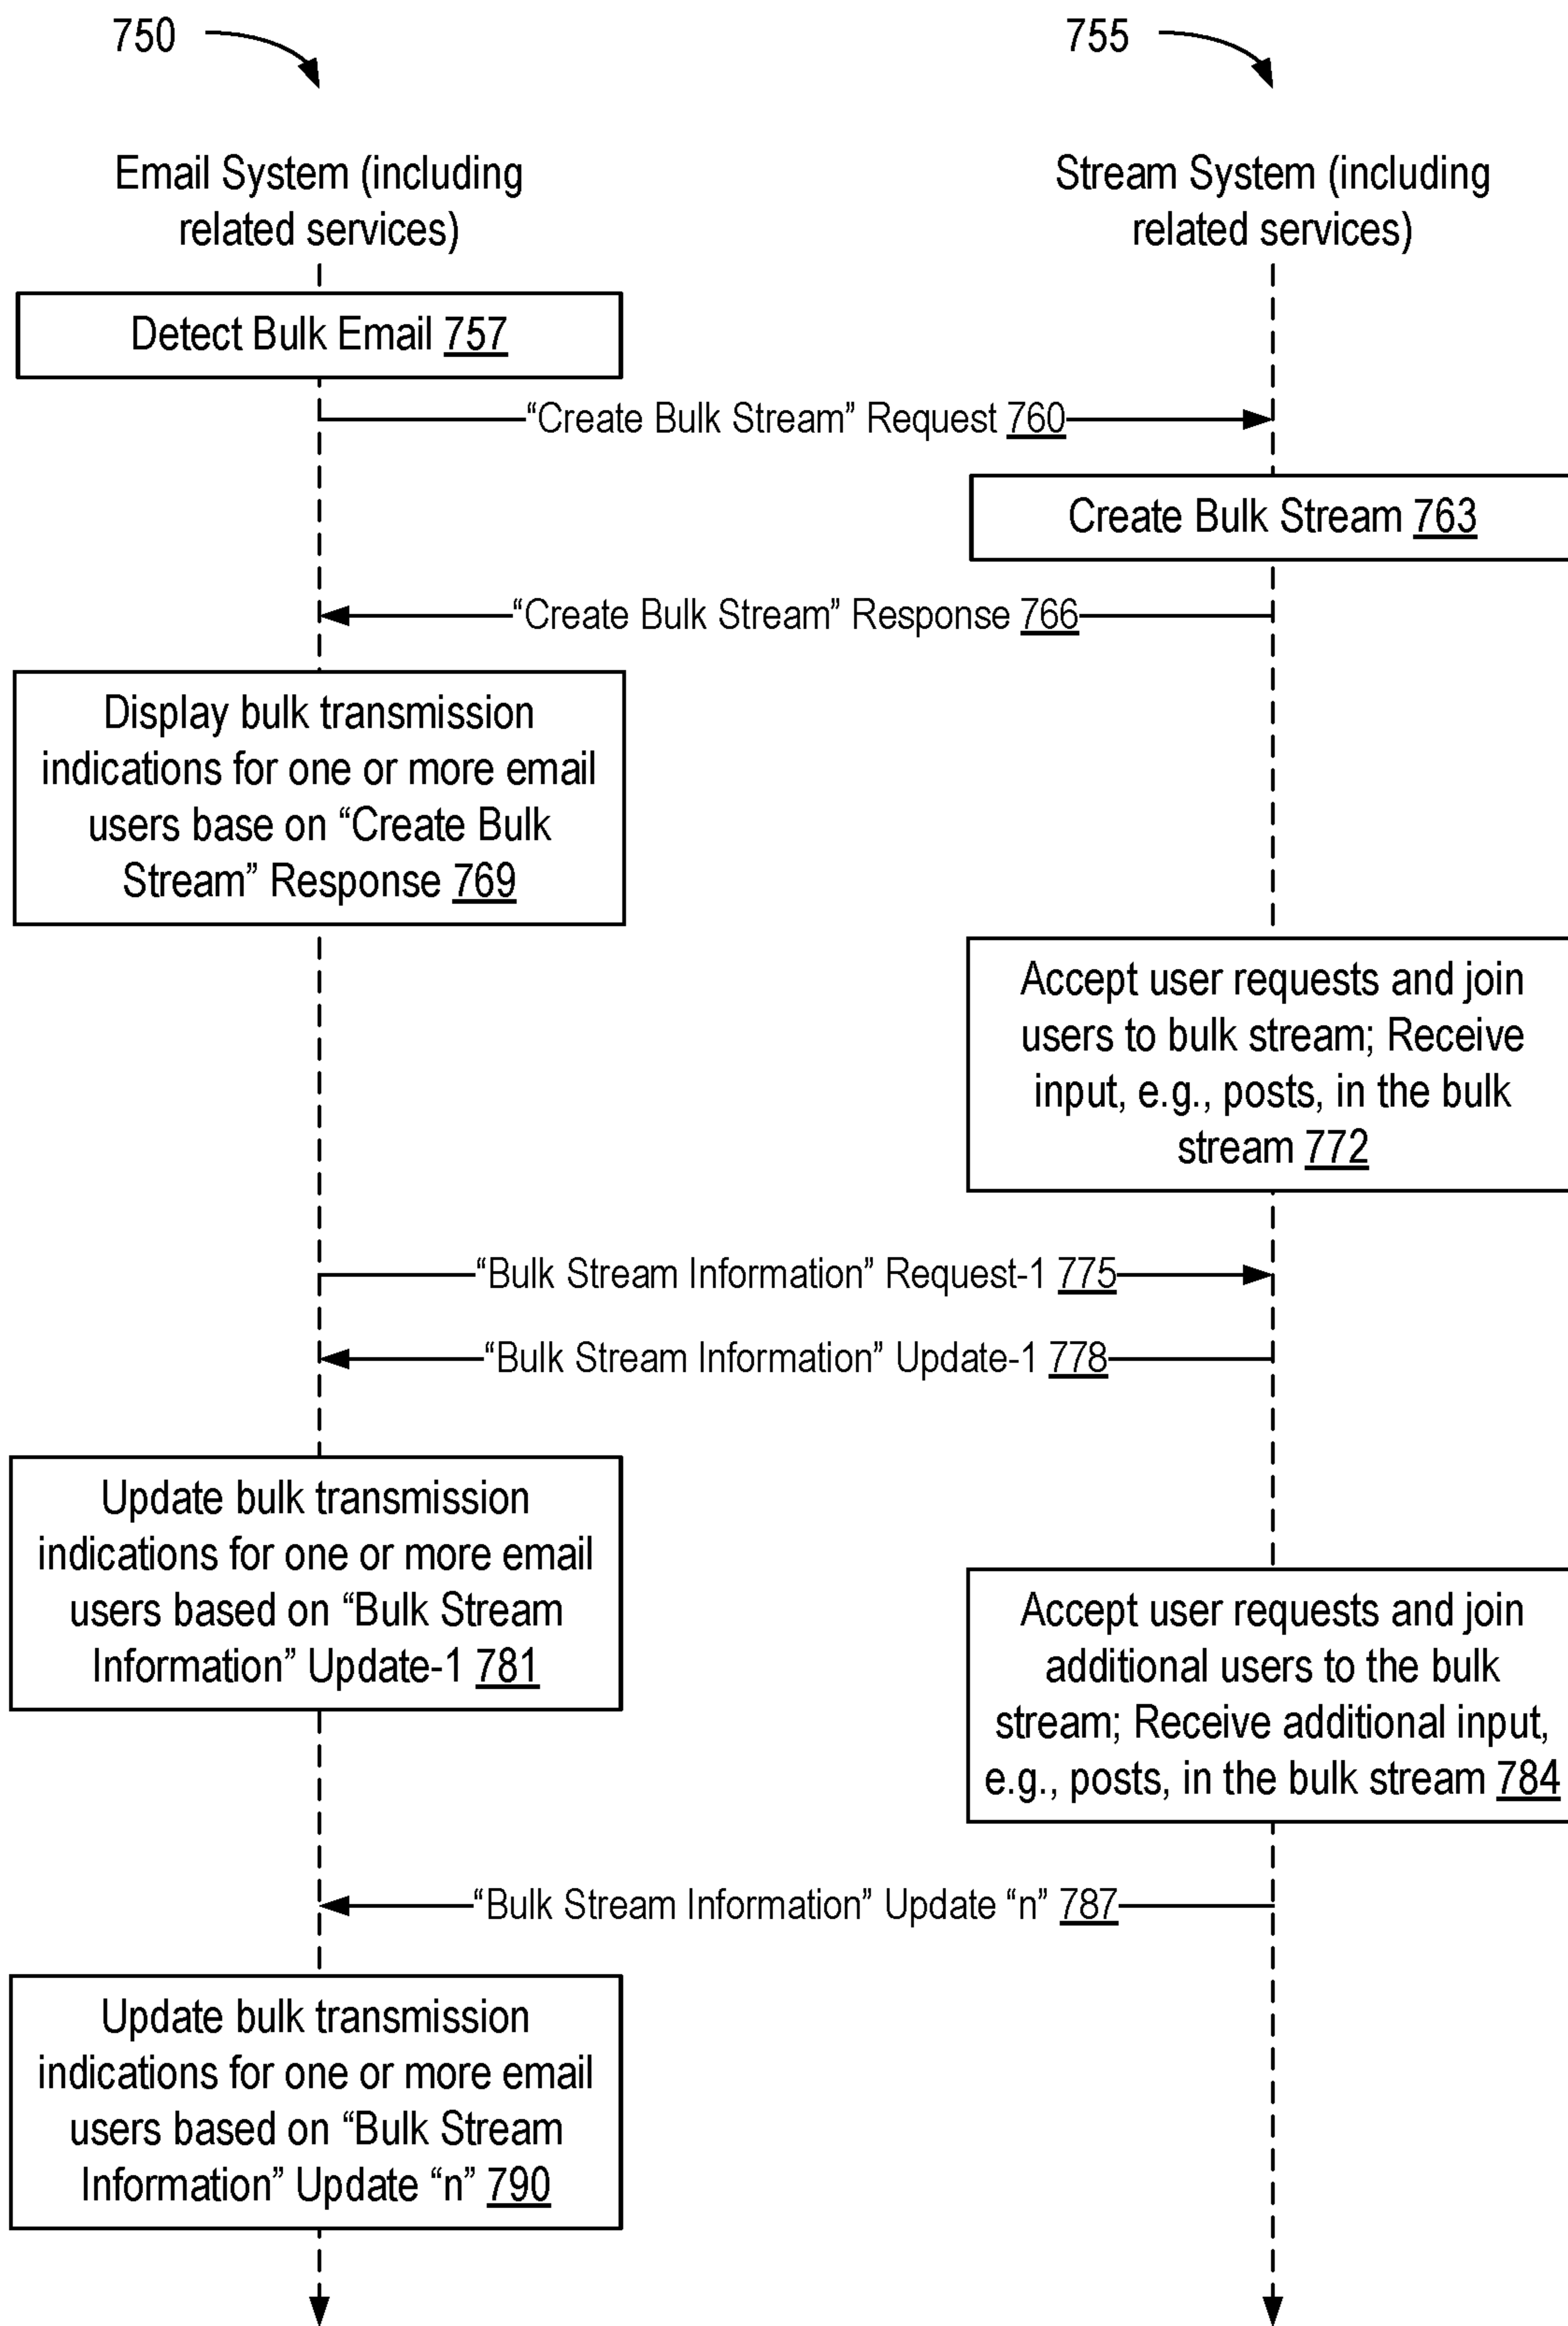 750
755
Email System (including
related services)
Stream System (including
related services)
Detect Bulk Email 757
“Create Bulk Stream” Request 760
Create Bulk Stream 763
“Create Bulk Stream” Response 766
Display bulk transmission
indications for one or more email
users base on “Create Bulk
Stream” Response 769
Accept user requests and join
users to bulk stream; Receive
input, e.g., posts, in the bulk
stream 772
“Bulk Stream Information” Request-1 775
“Bulk Stream Information” Update-1 778
Update bulk transmission
indications for one or more email
users based on “Bulk Stream
Information” Update-1 781
Accept user requests and join
additional users to the bulk
stream; Receive additional input,
e.g., posts, in the bulk stream 784
“Bulk Stream Information” Update “n” 787
Update bulk transmission
indications for one or more email
users based on “Bulk Stream
Information” Update “n” 790